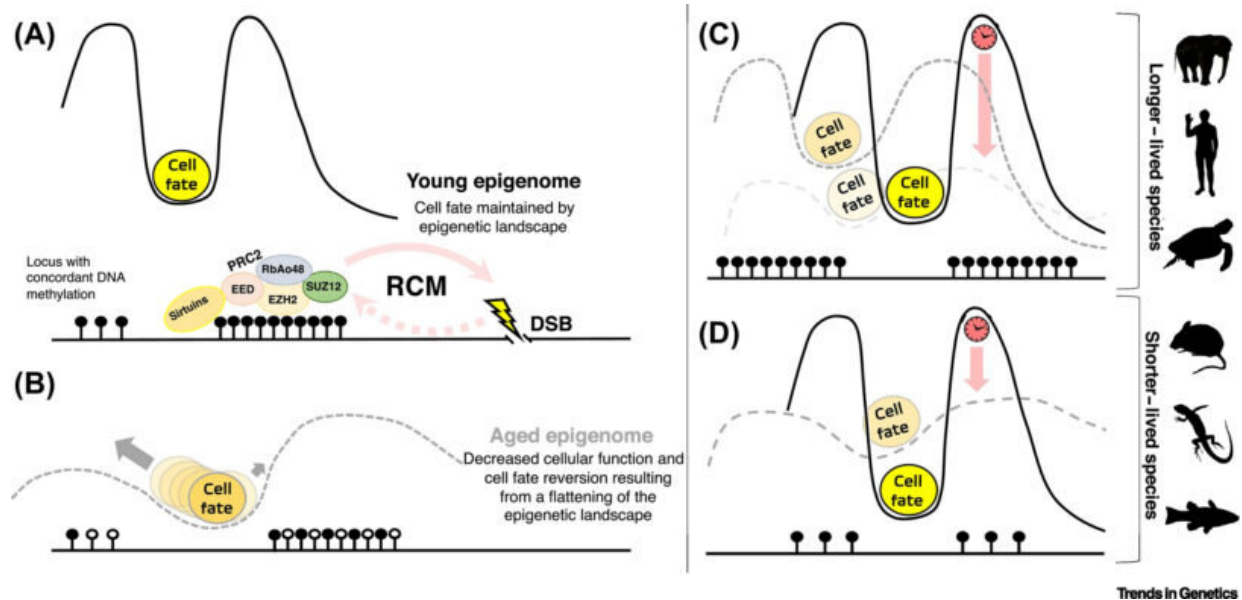 (A)
Cell
fate
Young epigenome
Cell fate maintained by
epigenetic landscape
Locus with
concordant DNA
methylation
PRC2
RbAo48
EED
SUZ12
EZH2
Sirtuins
RCM
DSB
(B)
Cell
fate
Aged epigenome
Decreased cellular function and
cell fate reversion resulting
from a flattening of the
epigenetic landscape
(C)
Cell
fate
Cell
fate
Cell
fate
Longer-lived species
(D)
Cell
fate
Cell
fate
Shorter-lived species
Trends in Genetics